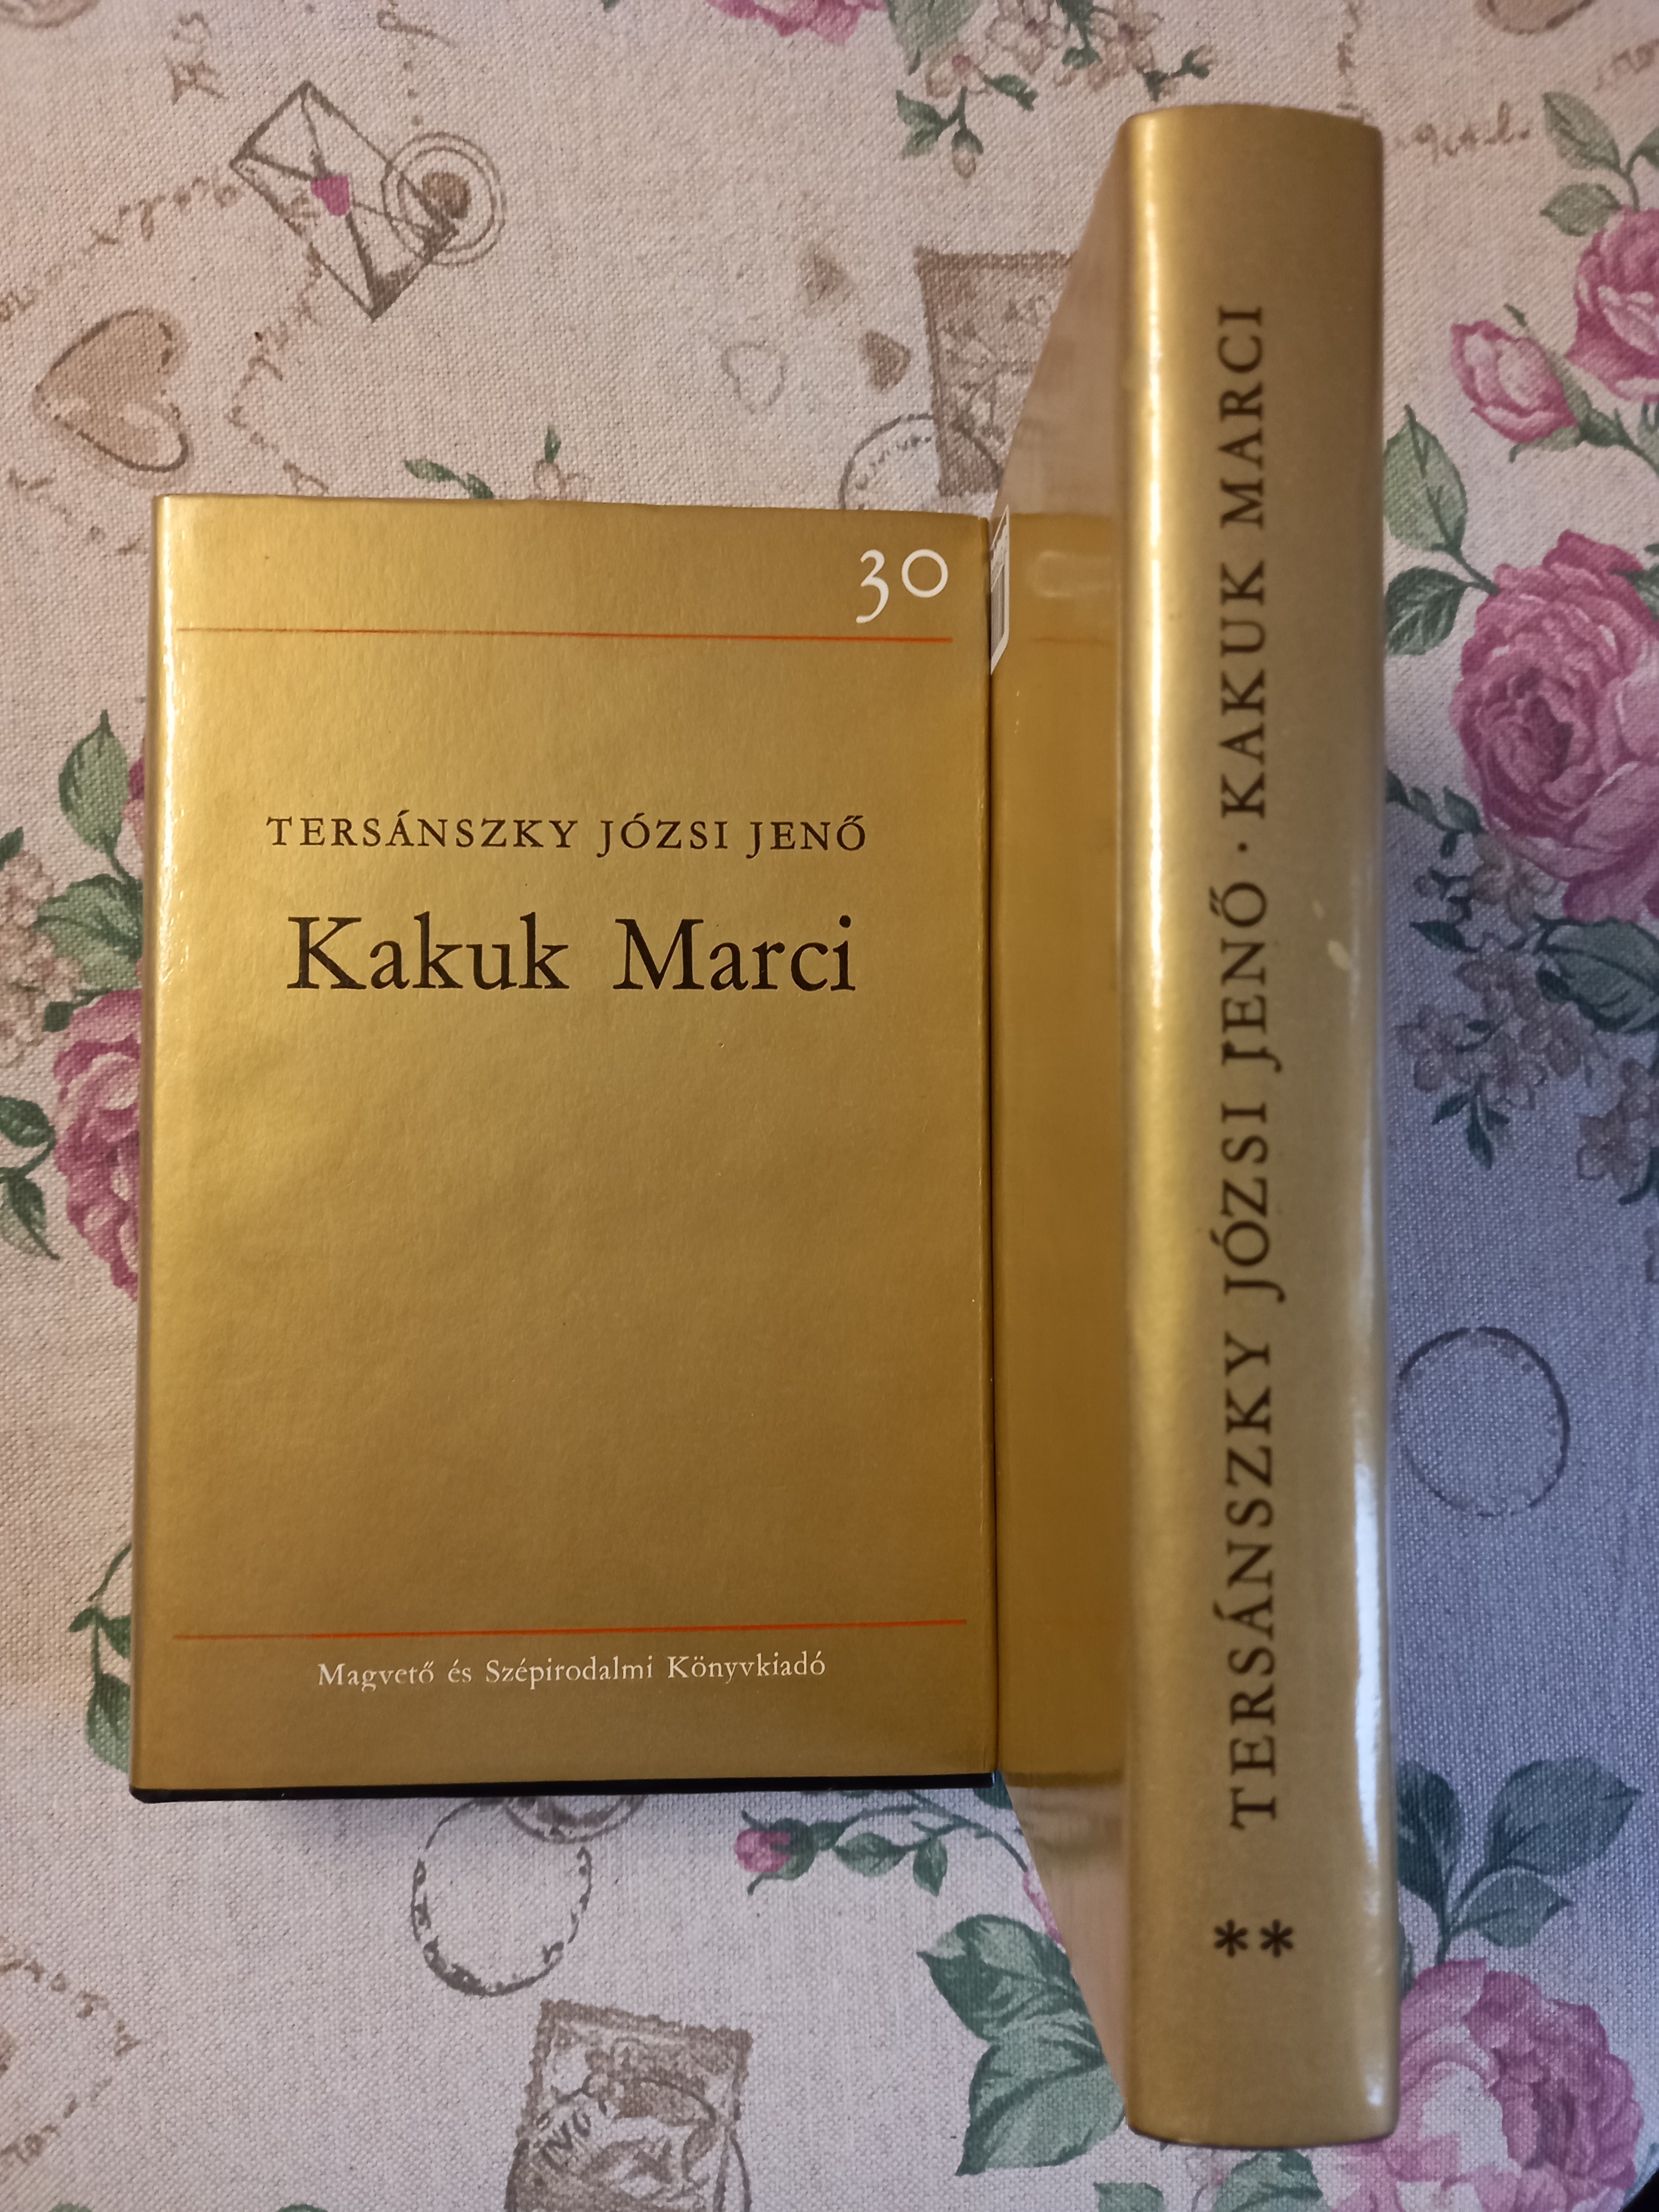 30
TERSÁNSZKY JÓZSI JENŐ
Kakuk Marci
Magvető és Szépirodalmi Könyvkiadó
** TERSÁNSZKY JÓZSI JENŐ · KAKUK MARCI